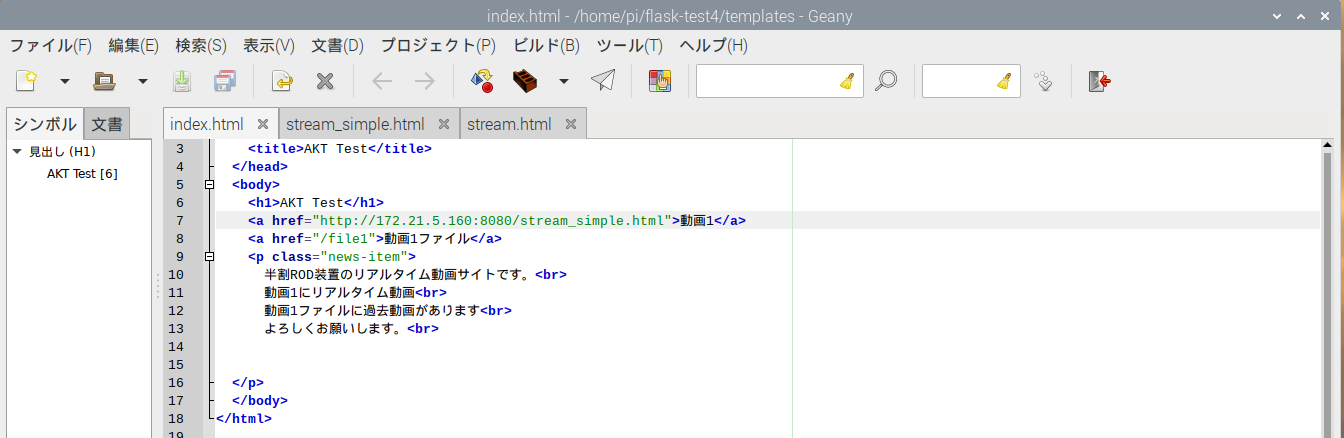 index.html - /home/pi/flask-test4/templates - Geany
ファイル(F) 編集(E) 検索(S) 表示(V) 文書(D) プロジェクト(P) ビルド(B) ツール(T) ヘルプ(H)
シンボル 文書 index.html stream_simple.html stream.html
見出し (H1)
AKT Test [6]
3 <title>AKT Test</title>
4 </head>
5 <body>
6 <h1>AKT Test</h1>
7 <a href="http://172.21.5.160:8080/stream_simple.html">動画1</a>
8 <a href="/file1">動画1ファイル</a>
9 <p class="news-item">
10 半割ROD装置のリアルタイム動画サイトです。<br>
11 動画1にリアルタイム動画<br>
12 動画1ファイルに過去動画があります<br>
13 よろしくお願いします。<br>
14
15
16 </p>
17 </body>
18 </html>
19